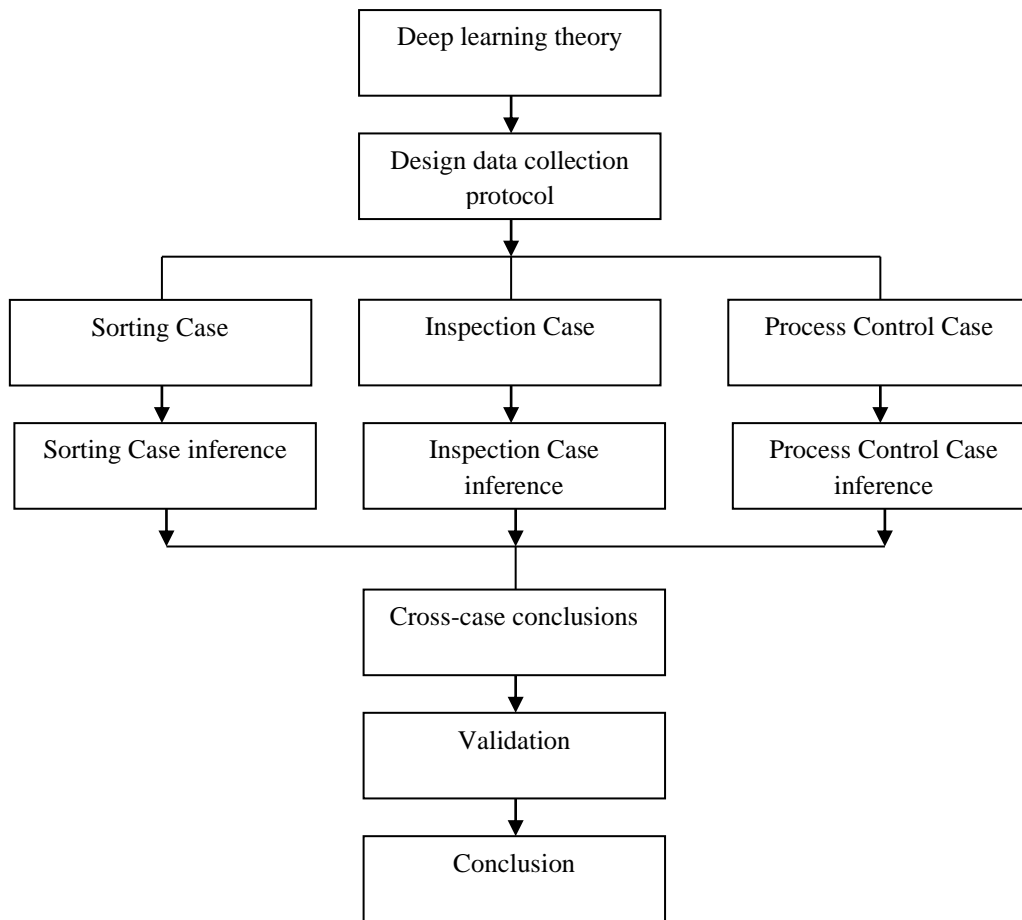 Deep learning theory
Design data collection
protocol
Sorting Case
Inspection Case
Process Control Case
Sorting Case inference
Inspection Case
inference
Process Control Case
inference
Cross-case conclusions
Validation
Conclusion